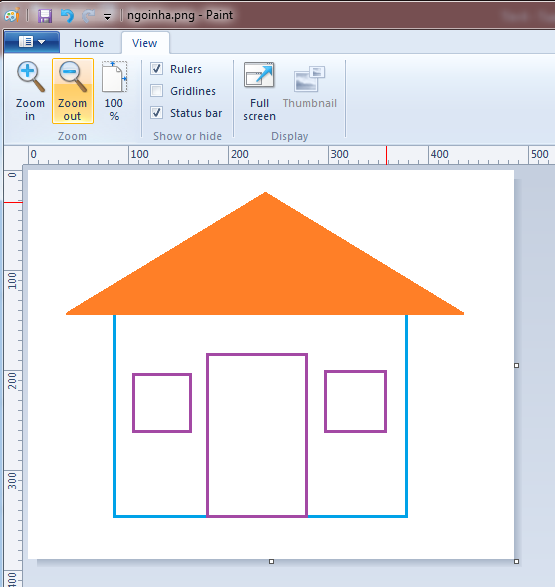 ngoinha.png - Paint
Home View
Rulers
Gridlines
Status bar
Zoom in
Zoom out
100 %
Full screen
Thumbnail
Zoom
Show or hide
Display
0 100 200 300 400 500
0
100
200
300
400